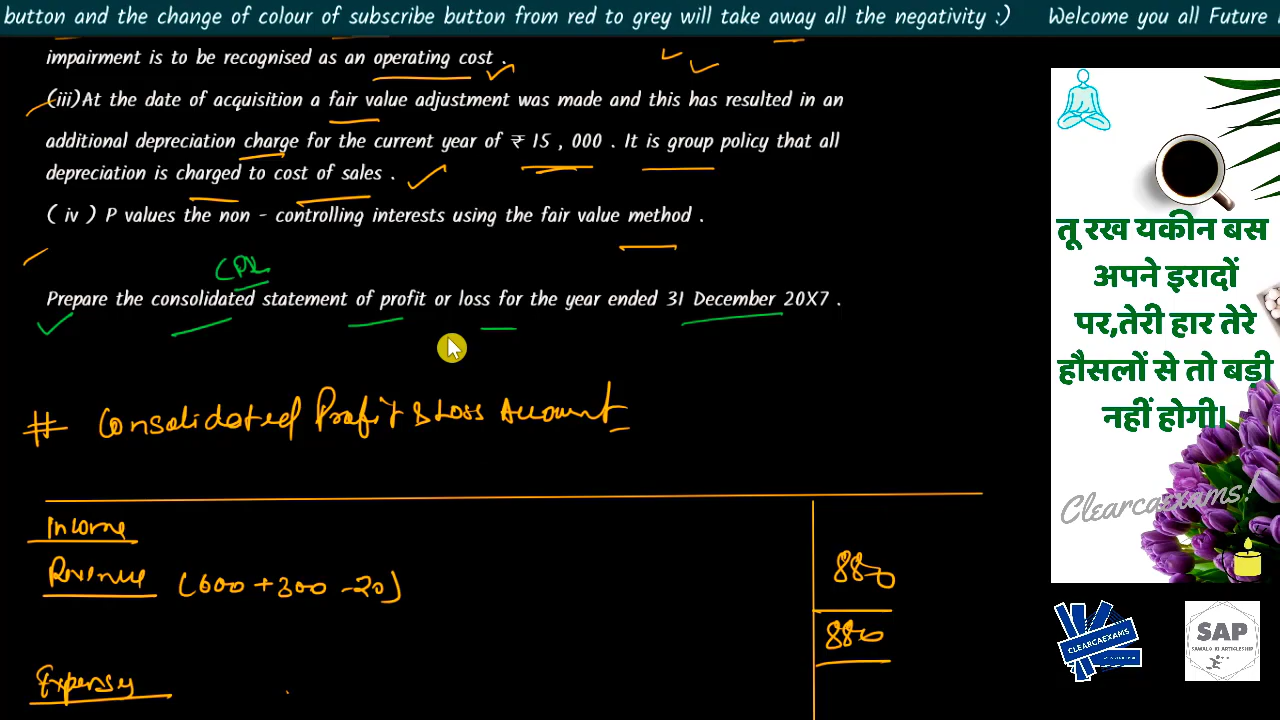 button and the change of colour of subscribe button from red to grey will take away all the negativity :) Welcome you all Future
impairment is to be recognised as an operating cost .
(iii)At the date of acquisition a fair value adjustment was made and this has resulted in an
additional depreciation charge for the current year of ₹ 15 , 000 . It is group policy that all
depreciation is charged to cost of sales .
( iv ) P values the non - controlling interests using the fair value method .
CPL
Prepare the consolidated statement of profit or loss for the year ended 31 December 20X7 .
# Consolidated Profit & Loss Account
Income
Revenue (600 + 300 - 20) 880
880
Expenses
तू रख यकीन बस
अपने इरादों
पर,तेरी हार तेरे
हौसलों से तो बड़ी
नहीं होगी।
Clearcaexams!
CLEARCAEXAMS
SAP
SAMALO KI ARTICLESHIP